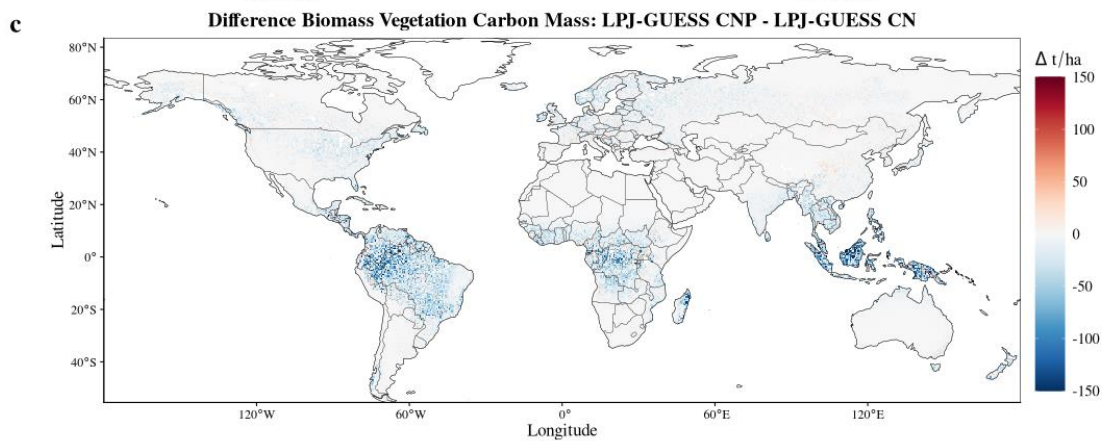 c
Difference Biomass Vegetation Carbon Mass: LPJ-GUESS CNP - LPJ-GUESS CN
Δ t/ha
150
100
50
0
-50
-100
-150
Latitude
80°N
60°N
40°N
20°N
0°
20°S
40°S
120°W
60°W
0°
60°E
120°E
Longitude